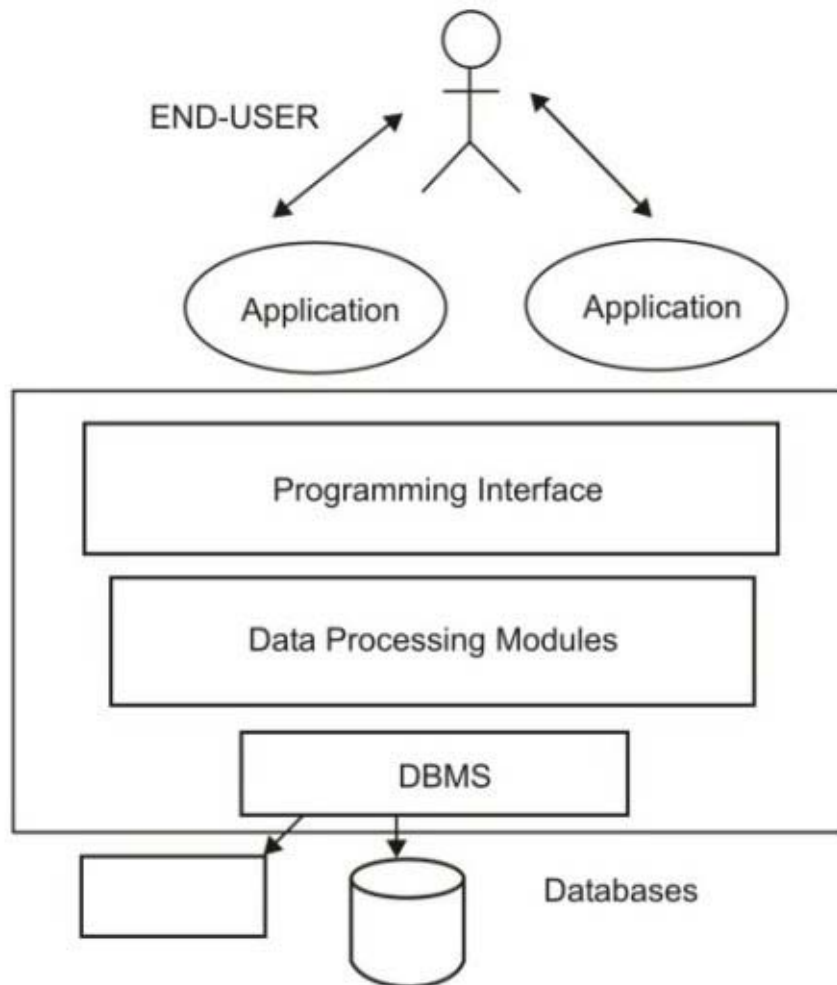 END-USER
Application
Application
Programming Interface
Data Processing Modules
DBMS
Databases